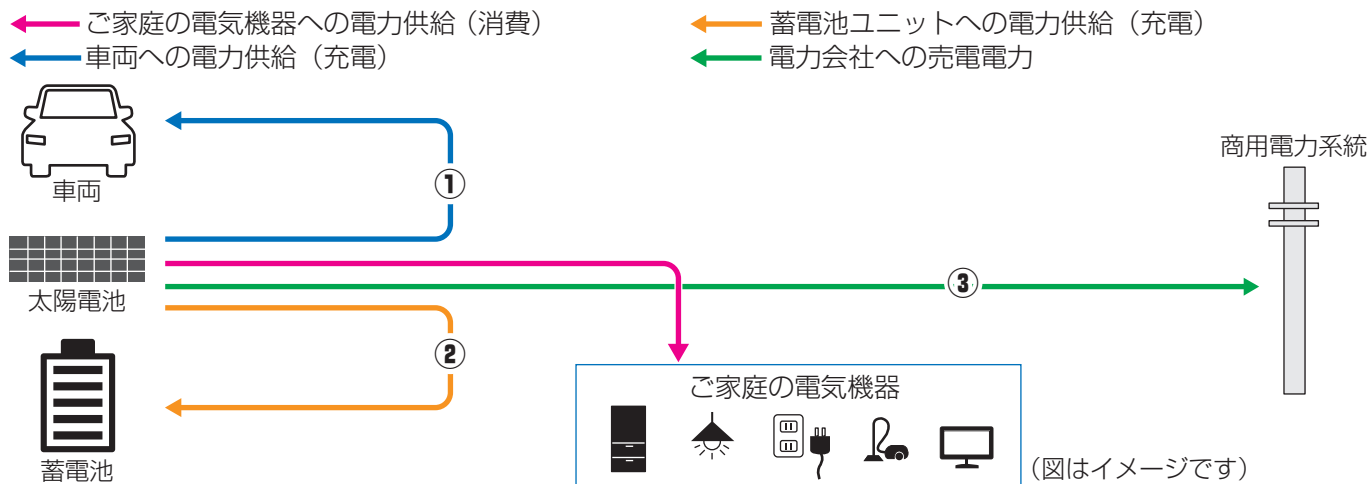 ご家庭の電気機器への電力供給（消費）
蓄電池ユニットへの電力供給（充電）
車両への電力供給（充電）
電力会社への売電電力
商用電力系統
①
車両
太陽電池
③
②
ご家庭の電気機器
蓄電池
（図はイメージです）